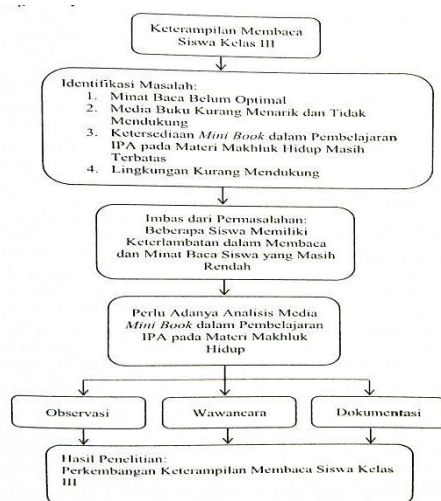 Keterampilan Membaca
Siswa Kelas III
Identifikasi Masalah:
1. Minat Baca Belum Optimal
2. Media Buku Kurang Menarik dan Tidak
Mendukung
3. Ketersediaan Mini Book dalam Pembelajaran
IPA pada Materi Makhluk Hidup Masih
Terbatas
4. Lingkungan Kurang Mendukung
Imbas dari Permasalahan:
Beberapa Siswa Memiliki
Keterlambatan dalam Membaca
dan Minat Baca Siswa yang Masih
Rendah
Perlu Adanya Analisis Media
Mini Book dalam Pembelajaran
IPA pada Materi Makhluk
Hidup
Observasi
Wawancara
Dokumentasi
Hasil Penelitian:
Perkembangan Keterampilan Membaca Siswa Kelas
III